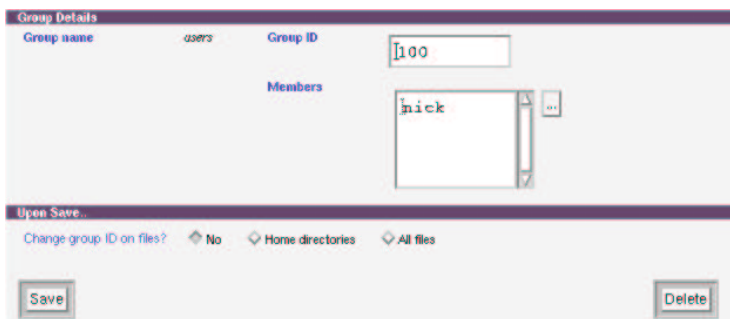 Group Details
Group name users Group ID 100
Members
nick
...
Upon Save..
Change group ID on files? No Home directories All files
Save Delete